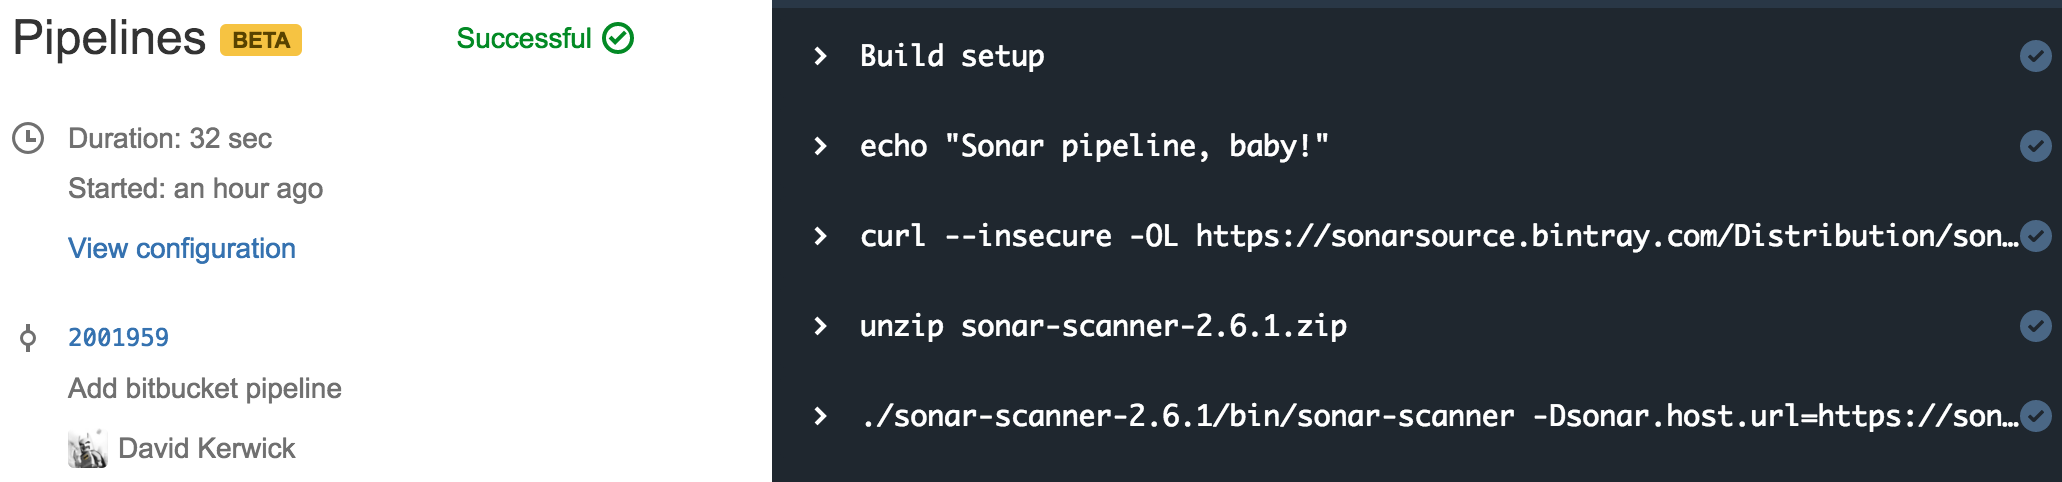 Pipelines BETA
Successful
Duration: 32 sec
Started: an hour ago
View configuration
2001959
Add bitbucket pipeline
David Kerwick
Build setup
echo "Sonar pipeline, baby!"
curl --insecure -OL https://sonarsource.bintray.com/Distribution/son…
unzip sonar-scanner-2.6.1.zip
./sonar-scanner-2.6.1/bin/sonar-scanner -Dsonar.host.url=https://son…